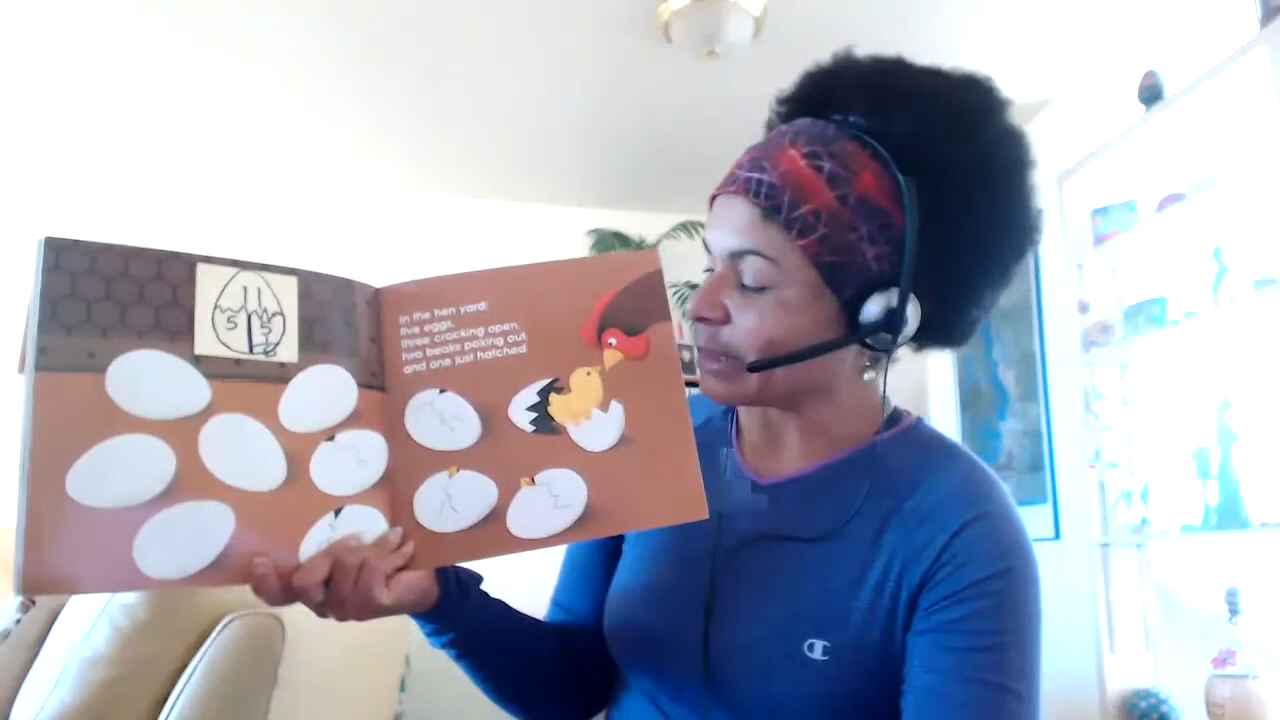 11
5 5
In the hen yard:
five eggs,
three cracking open,
two beaks poking out,
and one just hatched.